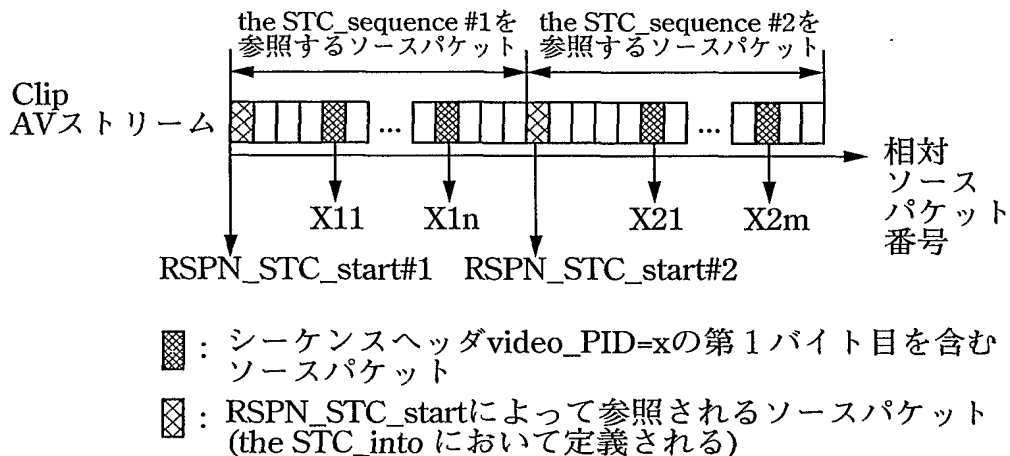 the STC_sequence #1を
参照するソースパケット
the STC_sequence #2を
参照するソースパケット
Clip
AVストリーム
...
...
相対
ソース
パケット
番号
X11
X1n
X21
X2m
RSPN_STC_start#1
RSPN_STC_start#2
: シーケンスヘッダvideo_PID=xの第1バイト目を含む
ソースパケット
: RSPN_STC_startによって参照されるソースパケット
(the STC_into において定義される)